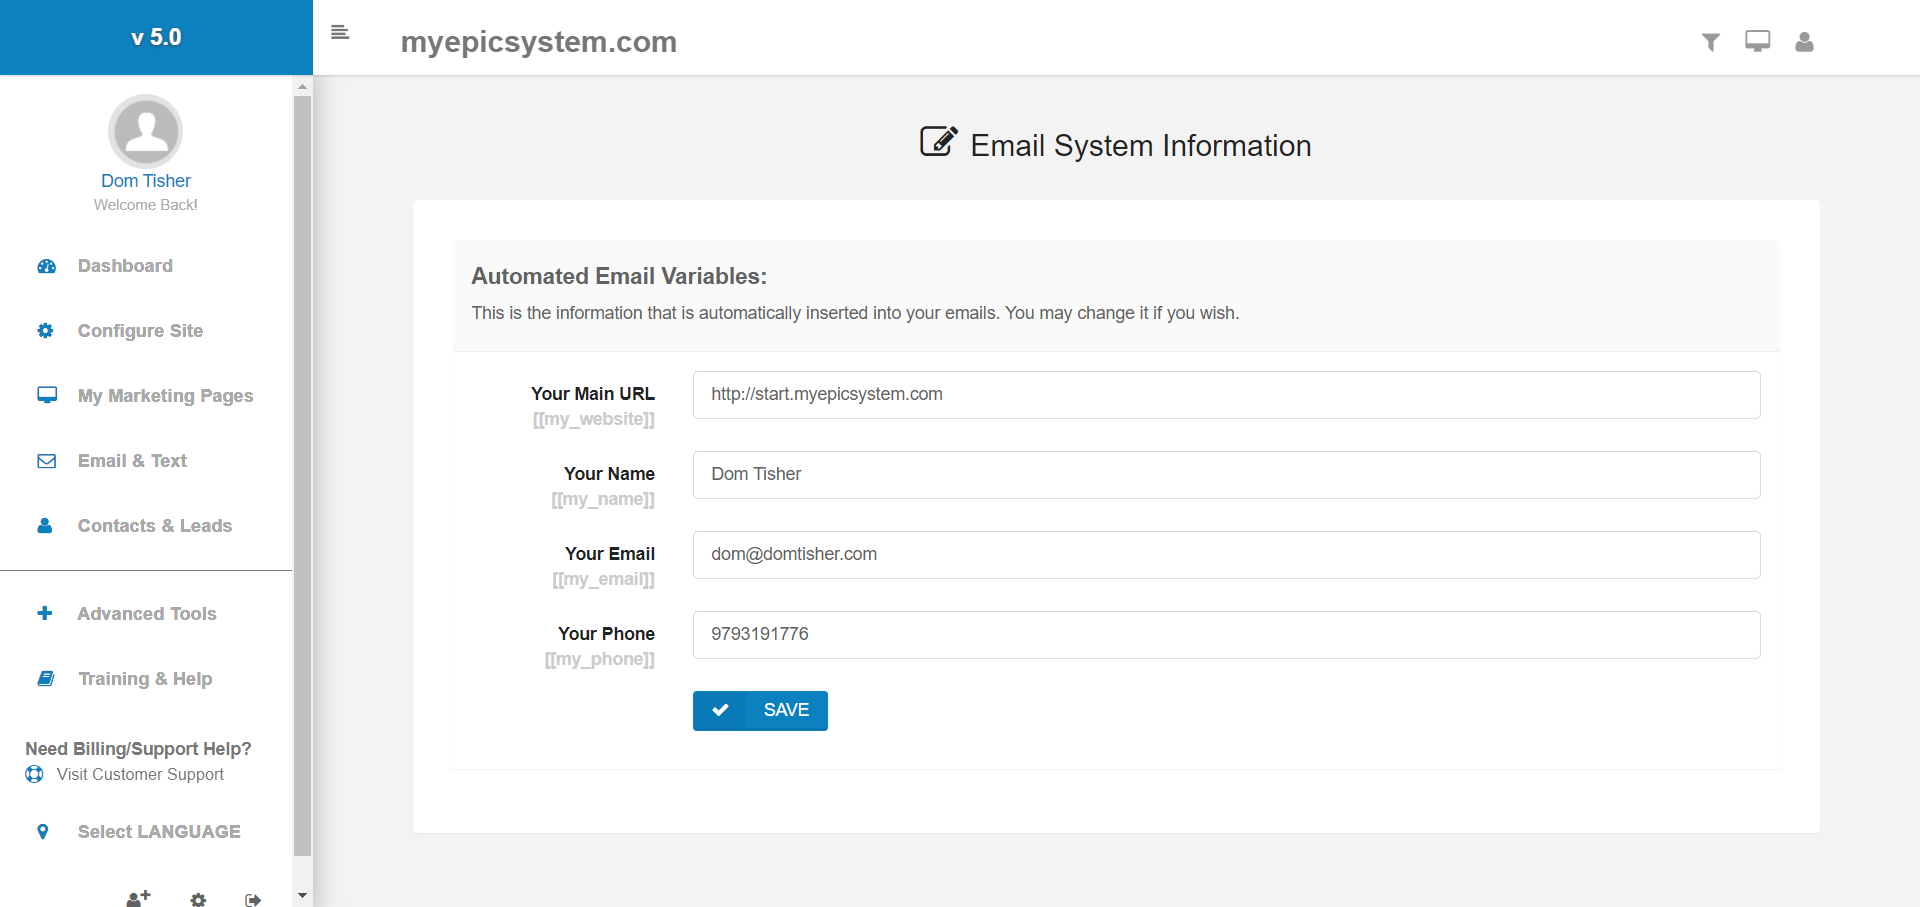 v 5.0
myepicsystem.com
Dom Tisher
Welcome Back!
Dashboard
Configure Site
My Marketing Pages
Email & Text
Contacts & Leads
Advanced Tools
Training & Help
Need Billing/Support Help?
Visit Customer Support
Select LANGUAGE
Email System Information
Automated Email Variables:
This is the information that is automatically inserted into your emails. You may change it if you wish.
Your Main URL
[[my_website]]
http://start.myepicsystem.com
Your Name
[[my_name]]
Dom Tisher
Your Email
[[my_email]]
dom@domtisher.com
Your Phone
[[my_phone]]
9793191776
SAVE